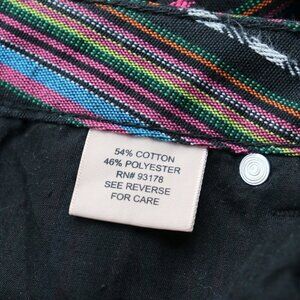 54% COTTON
46% POLYESTER
RN# 93178
SEE REVERSE
FOR CARE